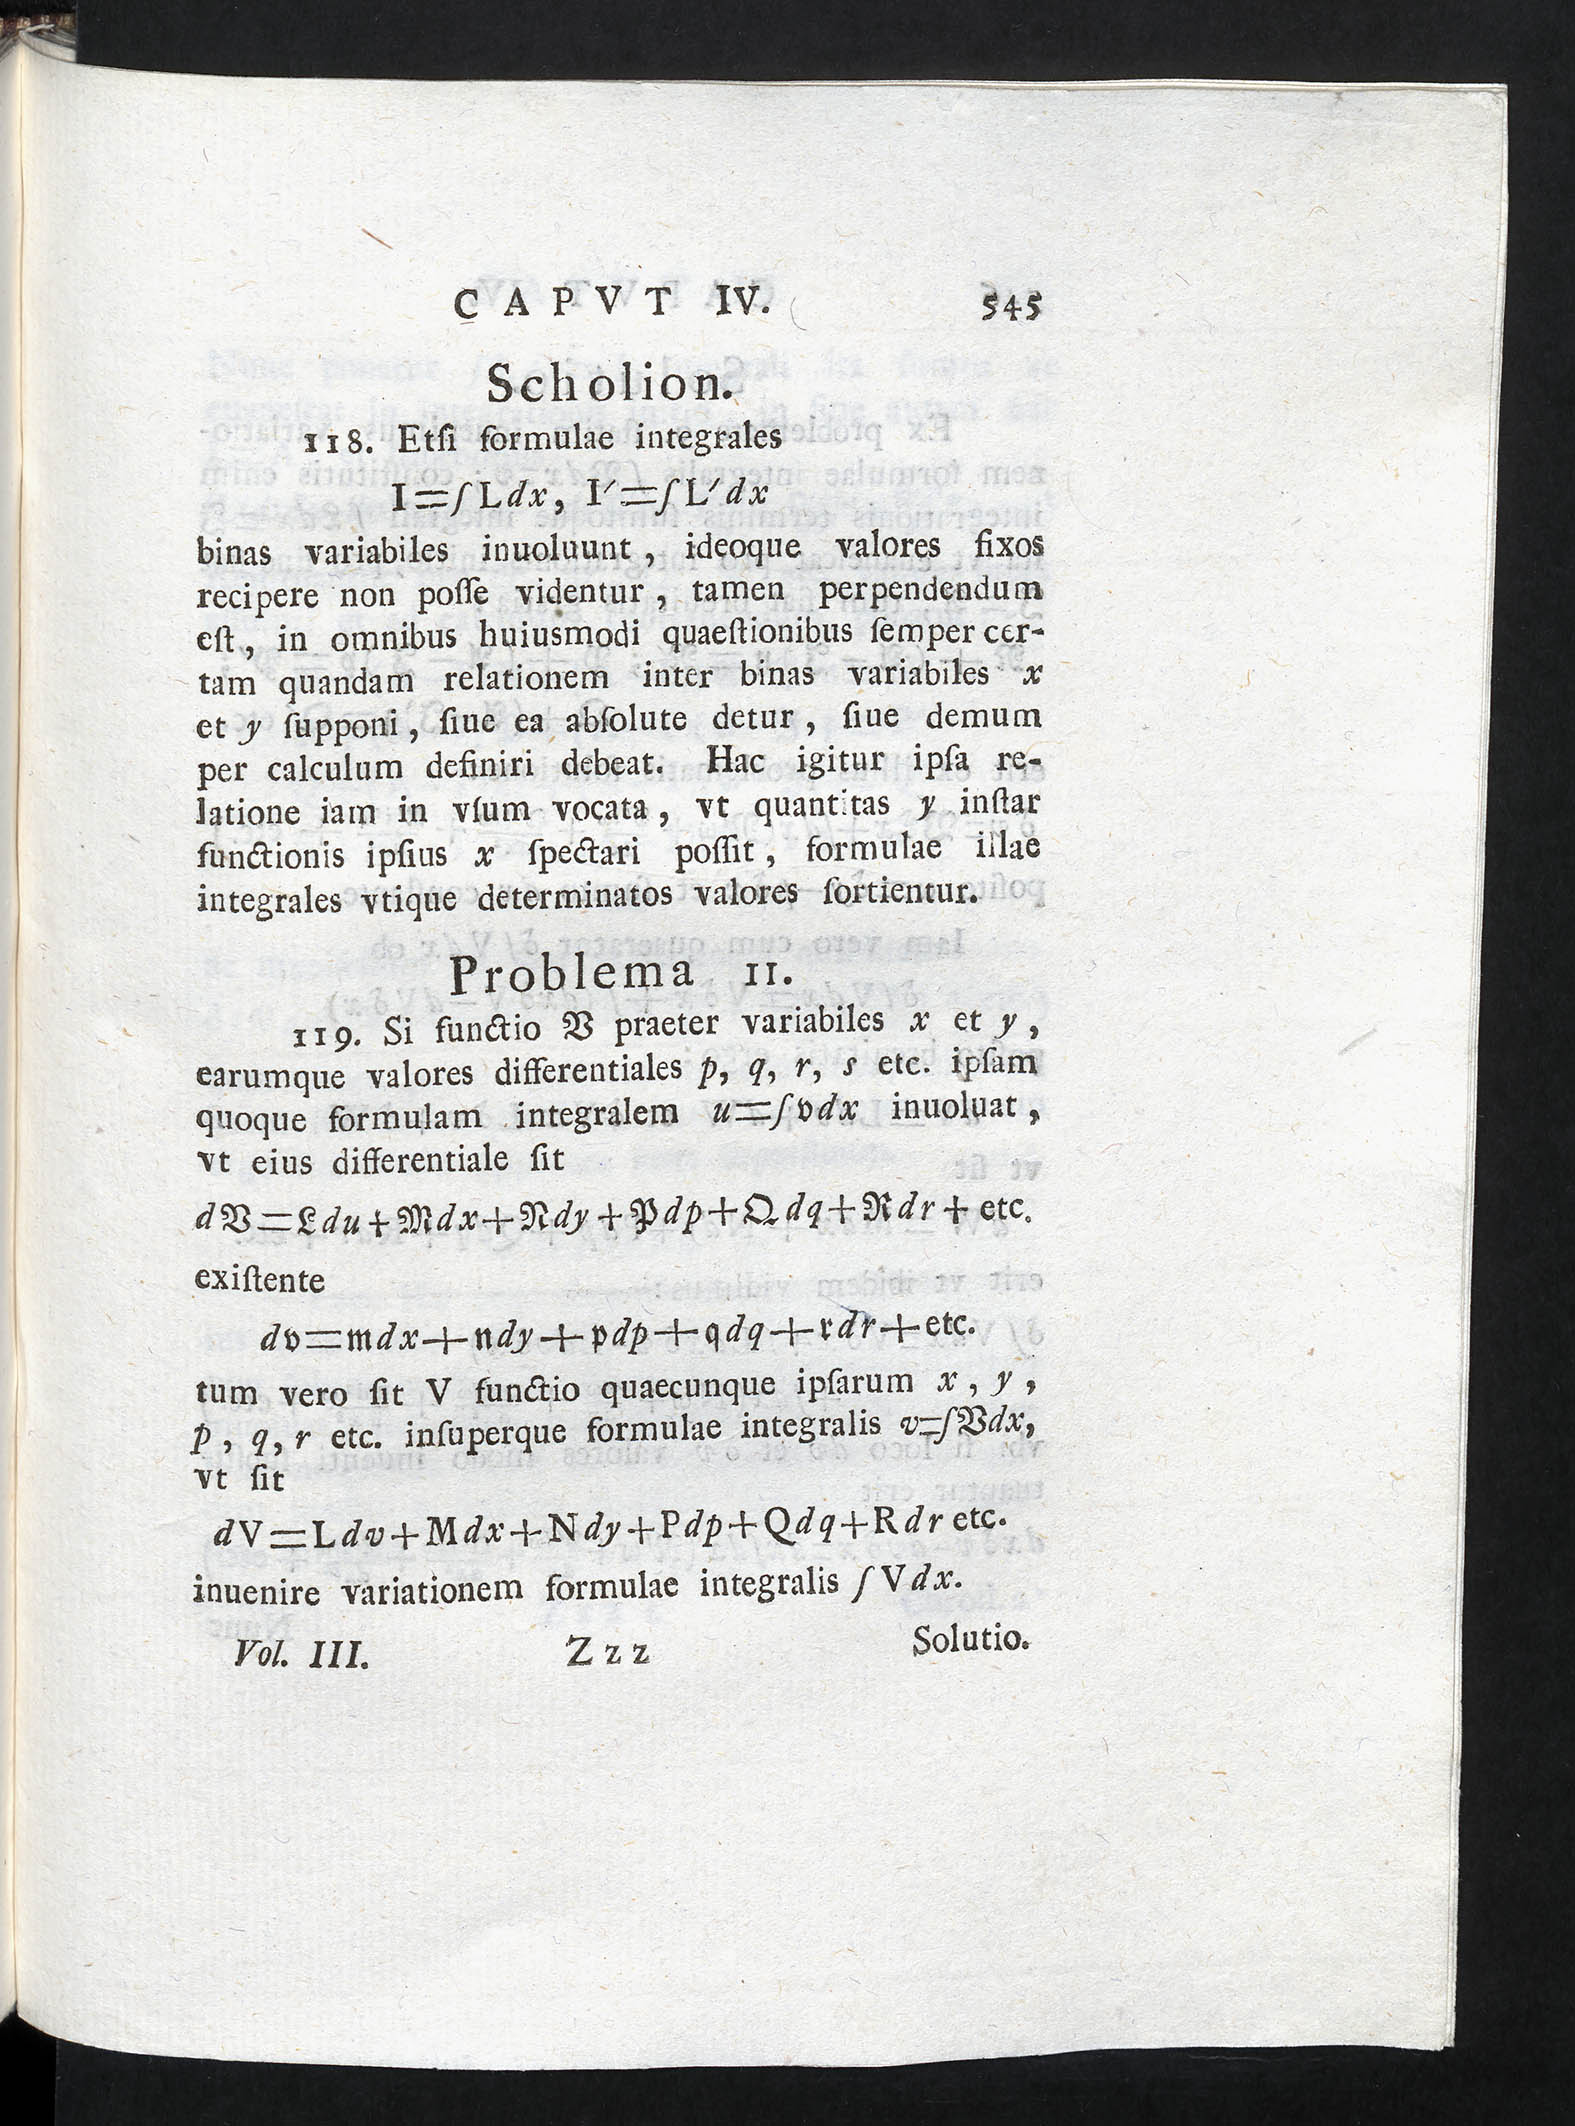 CAPVT IV. 545
Scholion.
118. Etſi formulae integrales
I=∫Ldx, I′=∫L′dx
binas variabiles inuoluunt, ideoque valores fixos
recipere non poſſe videntur, tamen perpendendum
eſt, in omnibus huiusmodi quaeſtionibus ſemper cer-
tam quandam relationem inter binas variabiles x
et y ſupponi, ſiue ea abſolute detur, ſiue demum
per calculum definiri debeat. Hac igitur ipſa re-
latione iam in vſum vocata, vt quantitas y inſtar
functionis ipſius x ſpectari poſſit, formulae illae
integrales vtique determinatos valores ſortientur.
Problema 11.
119. Si functio 𝔙 praeter variabiles x et y,
earumque valores differentiales p, q, r, s etc. ipſam
quoque formulam integralem u=∫𝔳dx inuoluat,
vt eius differentiale ſit
d𝔙=𝔏du+𝔐dx+𝔑dy+𝔓dp+𝔔dq+ℜdr+etc.
exiſtente
d𝔳=𝔪dx+𝔫dy+𝔭dp+𝔮dq+𝔯dr+etc.
tum vero ſit V functio quaecunque ipſarum x, y,
p, q, r etc. inſuperque formulae integralis v=∫𝔙dx,
vt ſit
dV=Ldv+Mdx+Ndy+Pdp+Qdq+Rdr etc.
inuenire variationem formulae integralis ∫Vdx.
Vol. III. Zzz Solutio.